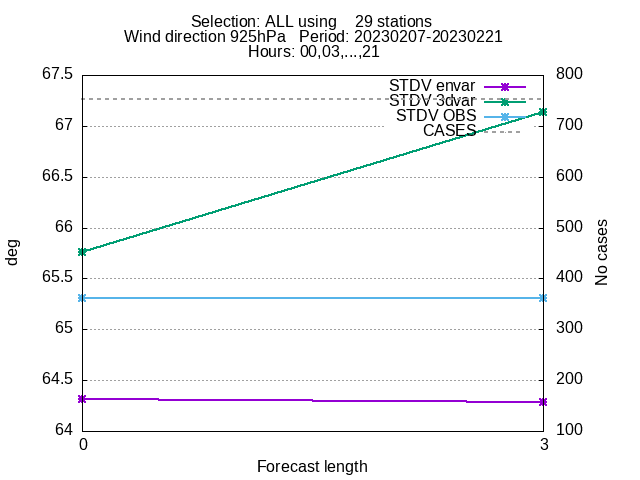 Selection: ALL using    29 stations
Wind direction 925hPa   Period: 20230207-20230221
Hours: 00,03,...,21
67.5
67
66.5
66
65.5
65
64.5
64
800
700
600
500
400
300
200
100
STDV envar
STDV 3dvar
STDV OBS
CASES
deg
No cases
0
3
Forecast length